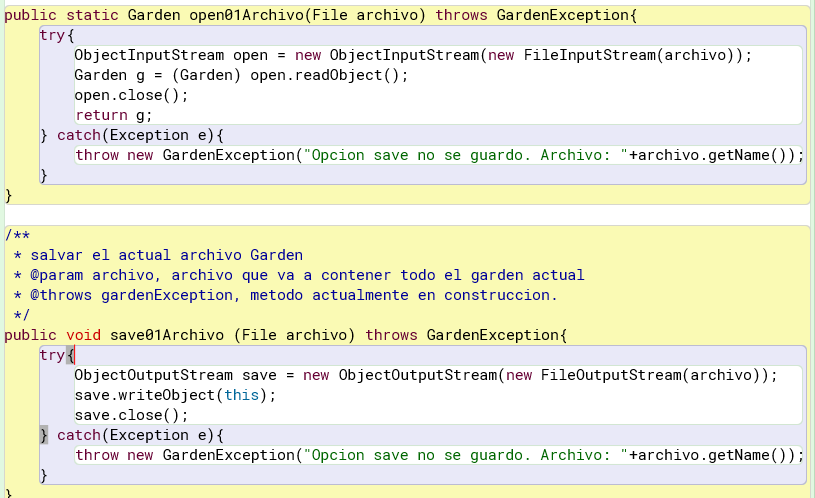 public static Garden open01Archivo(File archivo) throws GardenException{
try{
ObjectInputStream open = new ObjectInputStream(new FileInputStream(archivo));
Garden g = (Garden) open.readObject();
open.close();
return g;
} catch(Exception e){
throw new GardenException("Opcion save no se guardo. Archivo: "+archivo.getName());
}
}
/**
* salvar el actual archivo Garden
* @param archivo, archivo que va a contener todo el garden actual
* @throws gardenException, metodo actualmente en construccion.
*/
public void save01Archivo (File archivo) throws GardenException{
try{
ObjectOutputStream save = new ObjectOutputStream(new FileOutputStream(archivo));
save.writeObject(this);
save.close();
} catch(Exception e){
throw new GardenException("Opcion save no se guardo. Archivo: "+archivo.getName());
}
}